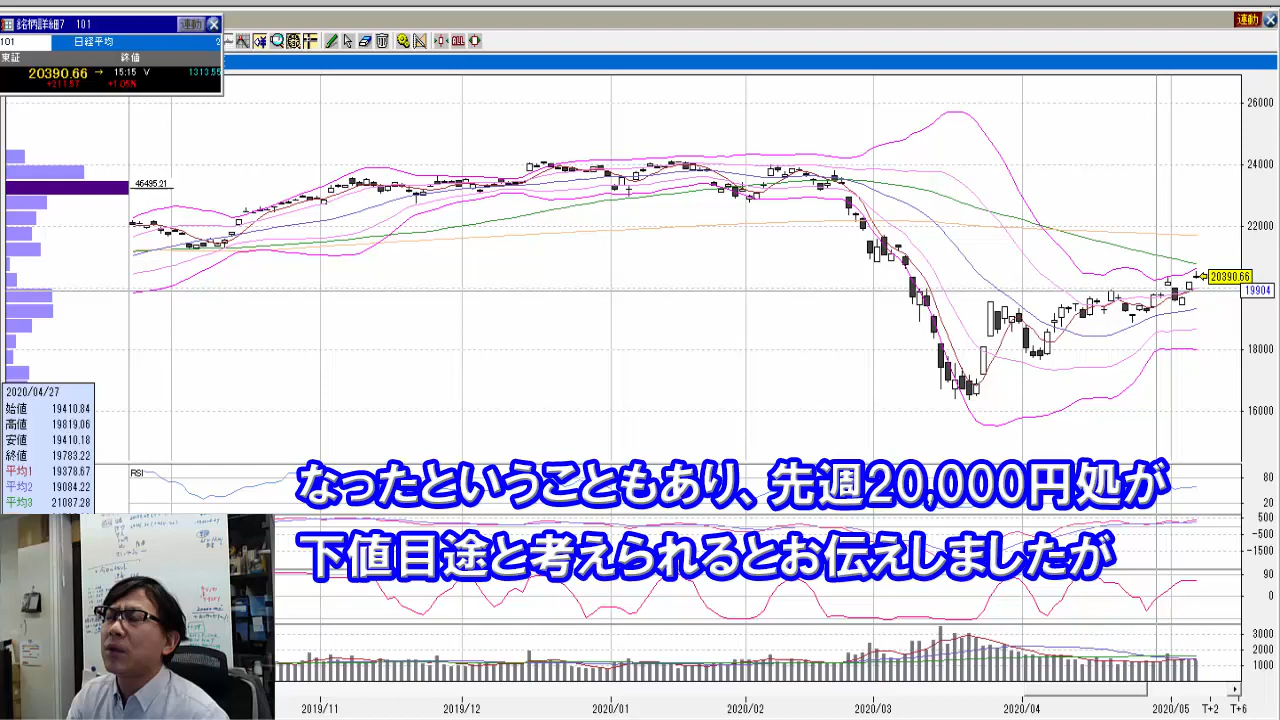 銘柄詳細7 101
連動
連動
101
日経平均
2
東証
終値
20390.66 → 15:15 V 1313.55
+211.57 +1.05%
26000
46495.21
24000
22000
20390.66
19904
18000
16000
2020/04/27
始値 19410.84
高値 19819.06
安値 19410.18
終値 19783.22
平均1 19378.67
平均2 19084.22
平均3 21087.28
RSI
80
20
500
-500
-1500
90
0
3000
2000
1000
なったということもあり、先週20,000円処が
下値目途と考えられるとお伝えしましたが
2019/11 2019/12 2020/01 2020/02 2020/03 2020/04 2020/05 T+2 T+6